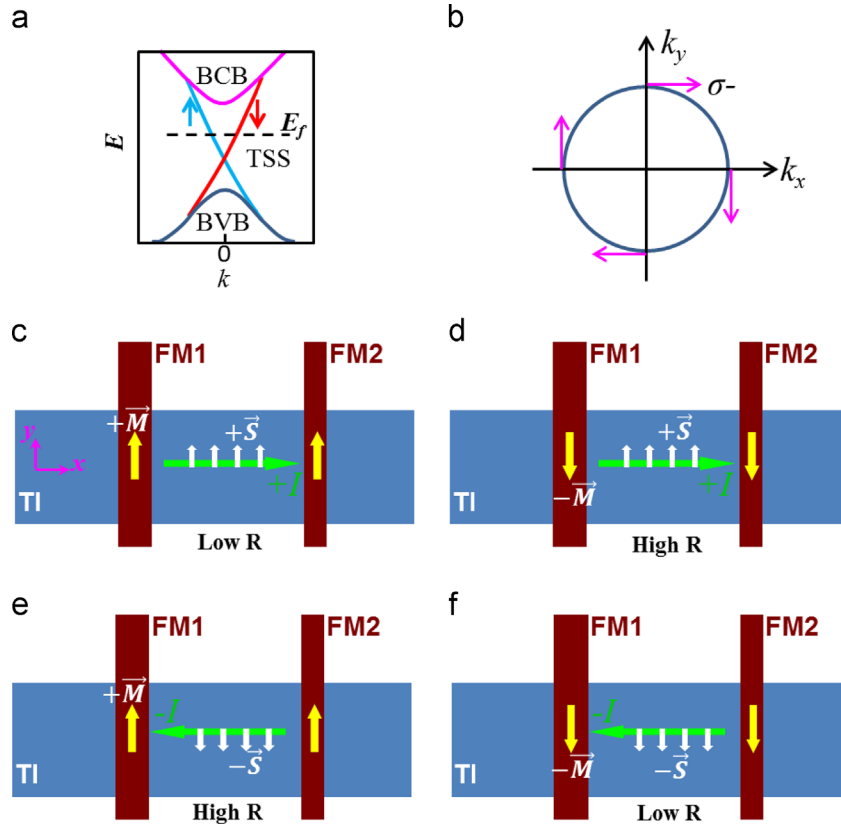 a
BCB
E_f
E
TSS
BVB
0
k
b
k_y
σ-
k_x
c
FM1
FM2
+M⃗
+S⃗
y
x
+I
TI
Low R
d
FM1
FM2
+S⃗
+I
−M⃗
TI
High R
e
FM1
FM2
+M⃗
-I
−S⃗
TI
High R
f
FM1
FM2
-I
−M⃗
−S⃗
TI
Low R